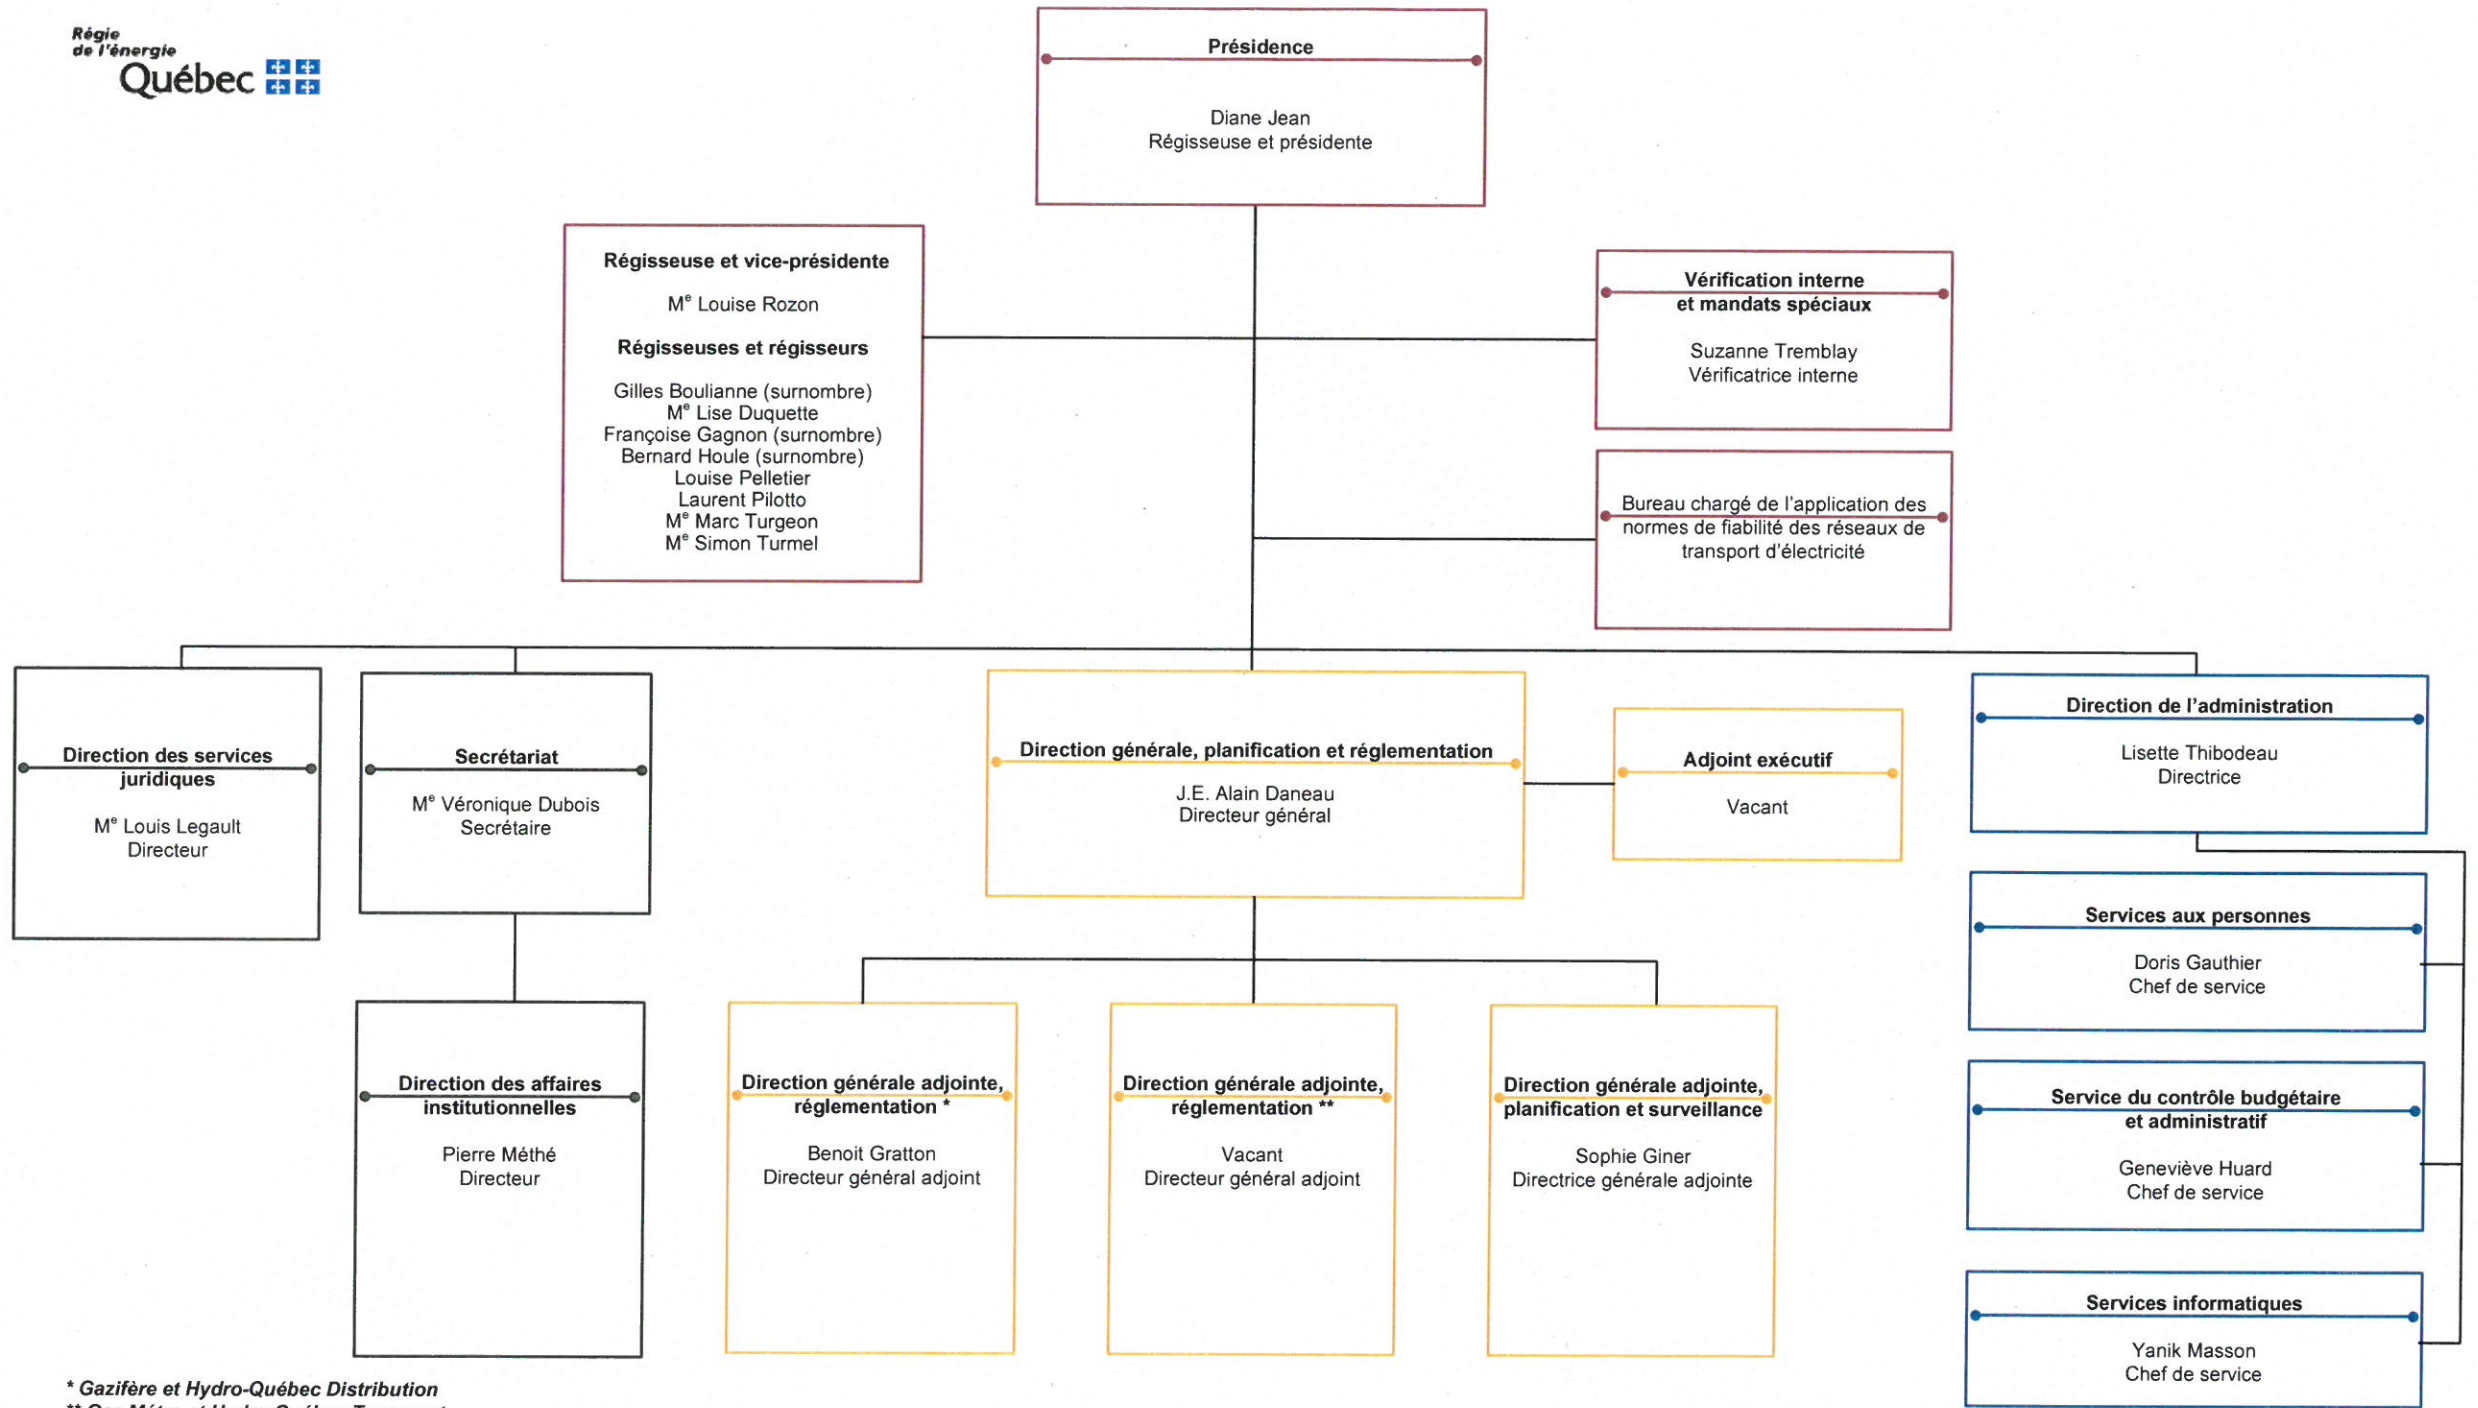 Régie
de l'énergie
Québec
Présidence
Diane Jean
Régisseuse et présidente
Régisseuse et vice-présidente
Me Louise Rozon
Régisseuses et régisseurs
Gilles Boulianne (surnombre)
Me Lise Duquette
Françoise Gagnon (surnombre)
Bernard Houle (surnombre)
Louise Pelletier
Laurent Pilotto
Me Marc Turgeon
Me Simon Turmel
Vérification interne
et mandats spéciaux
Suzanne Tremblay
Vérificatrice interne
Bureau chargé de l'application des
normes de fiabilité des réseaux de
transport d'électricité
Direction des services
juridiques
Me Louis Legault
Directeur
Secrétariat
Me Véronique Dubois
Secrétaire
Direction générale, planification et réglementation
J.E. Alain Daneau
Directeur général
Adjoint exécutif
Vacant
Direction de l'administration
Lisette Thibodeau
Directrice
Services aux personnes
Doris Gauthier
Chef de service
Service du contrôle budgétaire
et administratif
Geneviève Huard
Chef de service
Services informatiques
Yanik Masson
Chef de service
Direction des affaires
institutionnelles
Pierre Méthé
Directeur
Direction générale adjointe,
réglementation *
Benoit Gratton
Directeur général adjoint
Direction générale adjointe,
réglementation **
Vacant
Directeur général adjoint
Direction générale adjointe,
planification et surveillance
Sophie Giner
Directrice générale adjointe
* Gazifère et Hydro-Québec Distribution